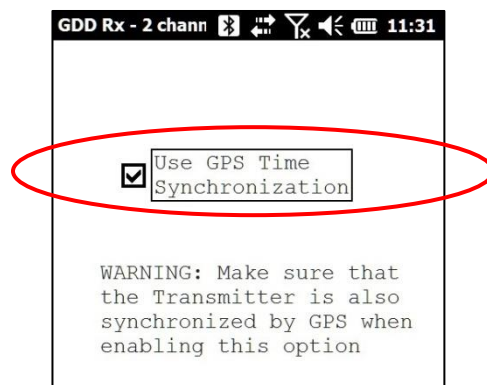 GDD Rx - 2 chann 11:31
Use GPS Time
Synchronization
WARNING: Make sure that
the Transmitter is also
synchronized by GPS when
enabling this option